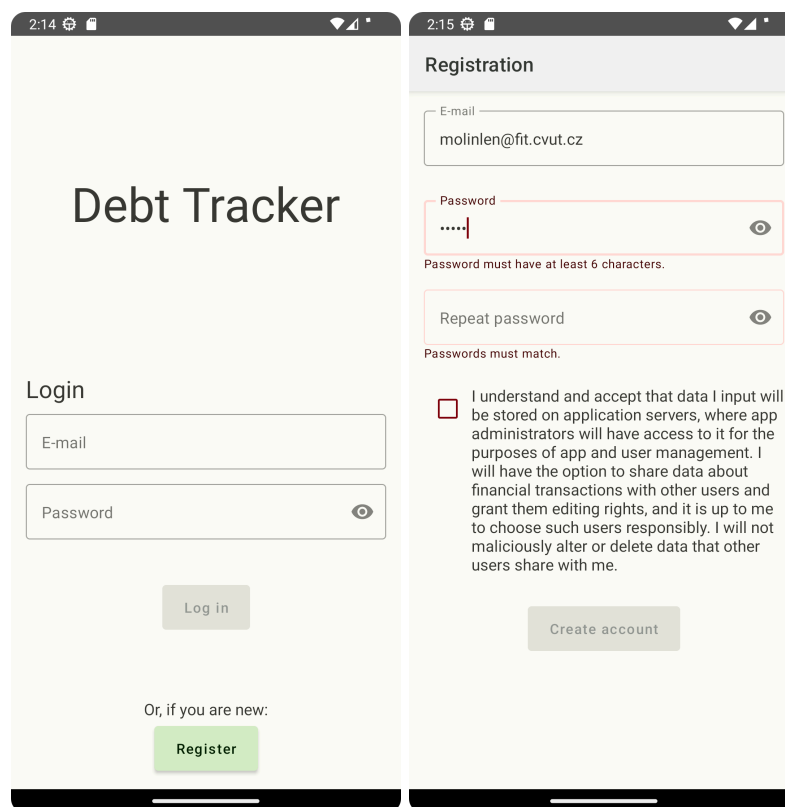 2:14
Debt Tracker
Login
E-mail
Password
Log in
Or, if you are new:
Register
2:15
Registration
E-mail
molinlen@fit.cvut.cz
Password
•••••
Password must have at least 6 characters.
Repeat password
Passwords must match.
I understand and accept that data I input will
be stored on application servers, where app
administrators will have access to it for the
purposes of app and user management. I
will have the option to share data about
financial transactions with other users and
grant them editing rights, and it is up to me
to choose such users responsibly. I will not
maliciously alter or delete data that other
users share with me.
Create account